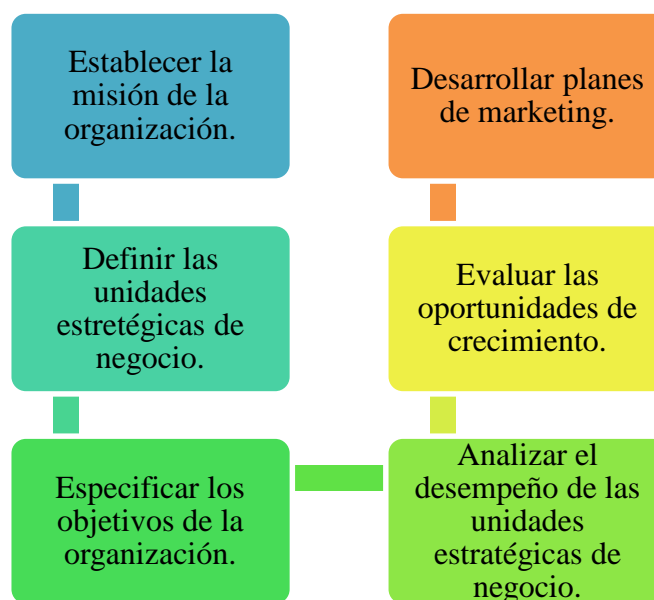 Establecer la
misión de la
organización.
Definir las
unidades
estretégicas de
negocio.
Especificar los
objetivos de la
organización.
Analizar el
desempeño de las
unidades
estratégicas de
negocio.
Evaluar las
oportunidades de
crecimiento.
Desarrollar planes
de marketing.